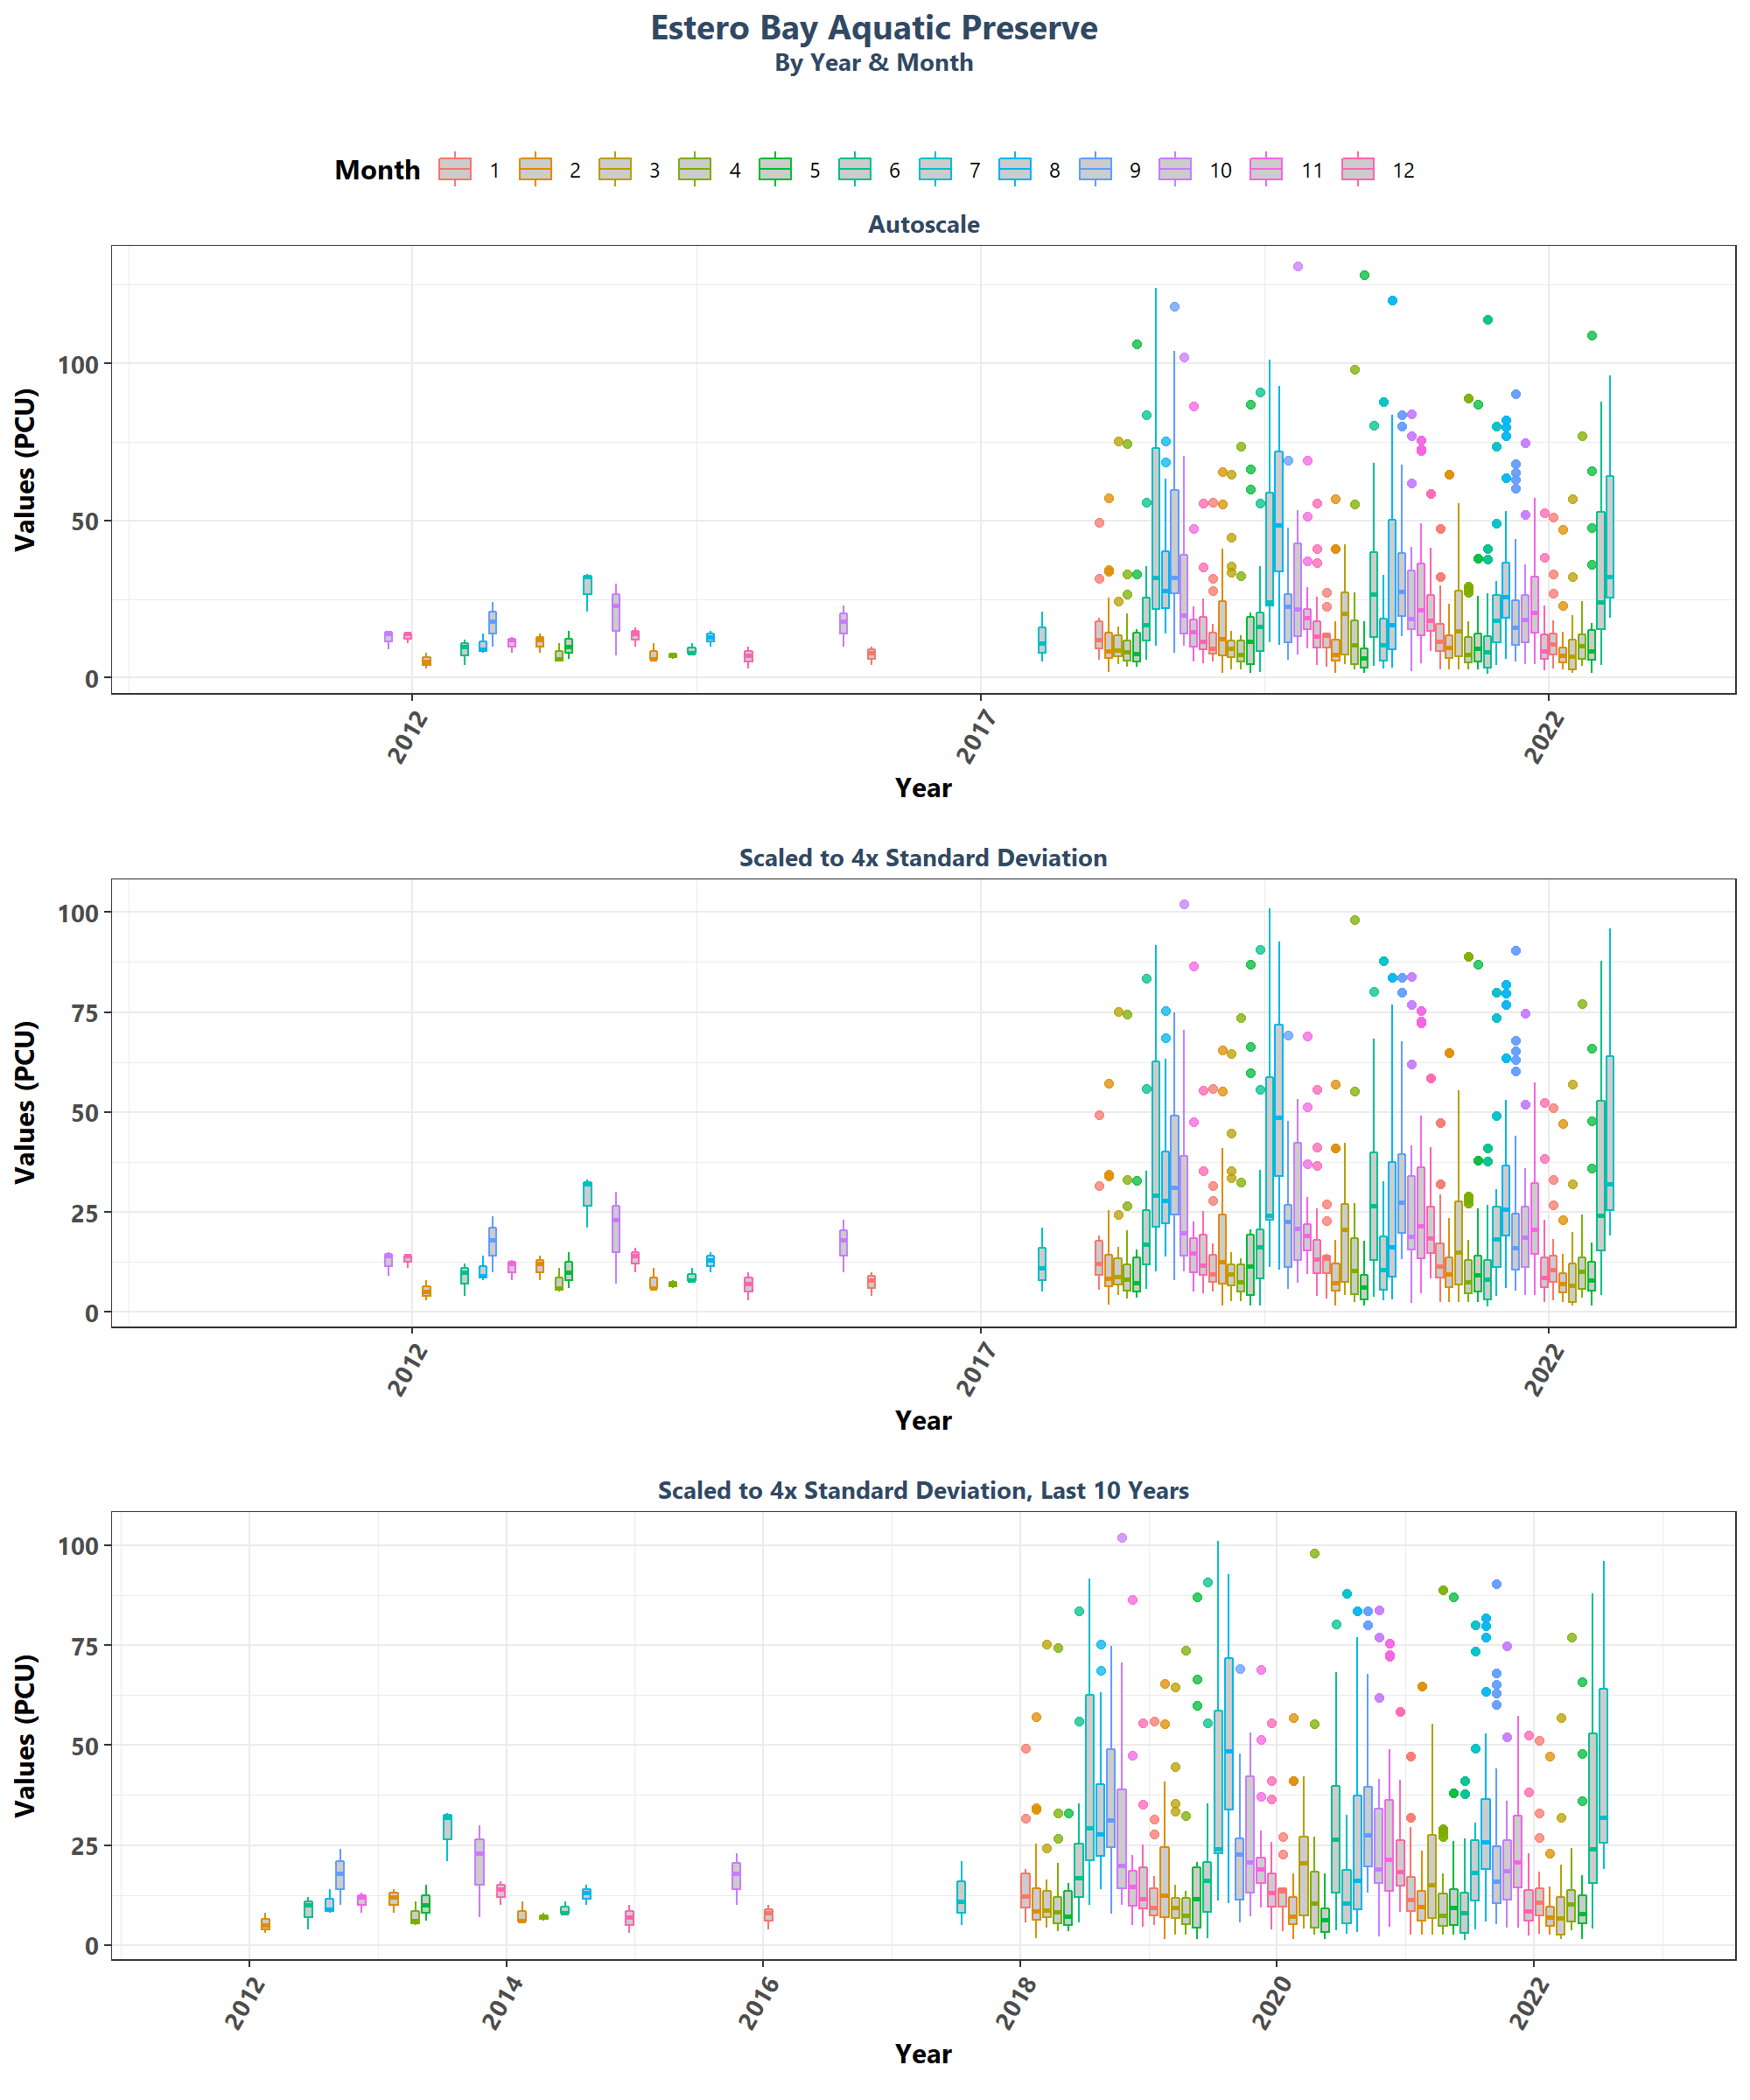 Estero Bay Aquatic Preserve
By Year & Month
Month 1 2 3 4 5 6 7 8 9 10 11 12
Autoscale
Values (PCU)
100
50
0
2012 2017 2022
Year
Scaled to 4x Standard Deviation
Values (PCU)
100
75
50
25
0
2012 2017 2022
Year
Scaled to 4x Standard Deviation, Last 10 Years
Values (PCU)
100
75
50
25
0
2012 2014 2016 2018 2020 2022
Year